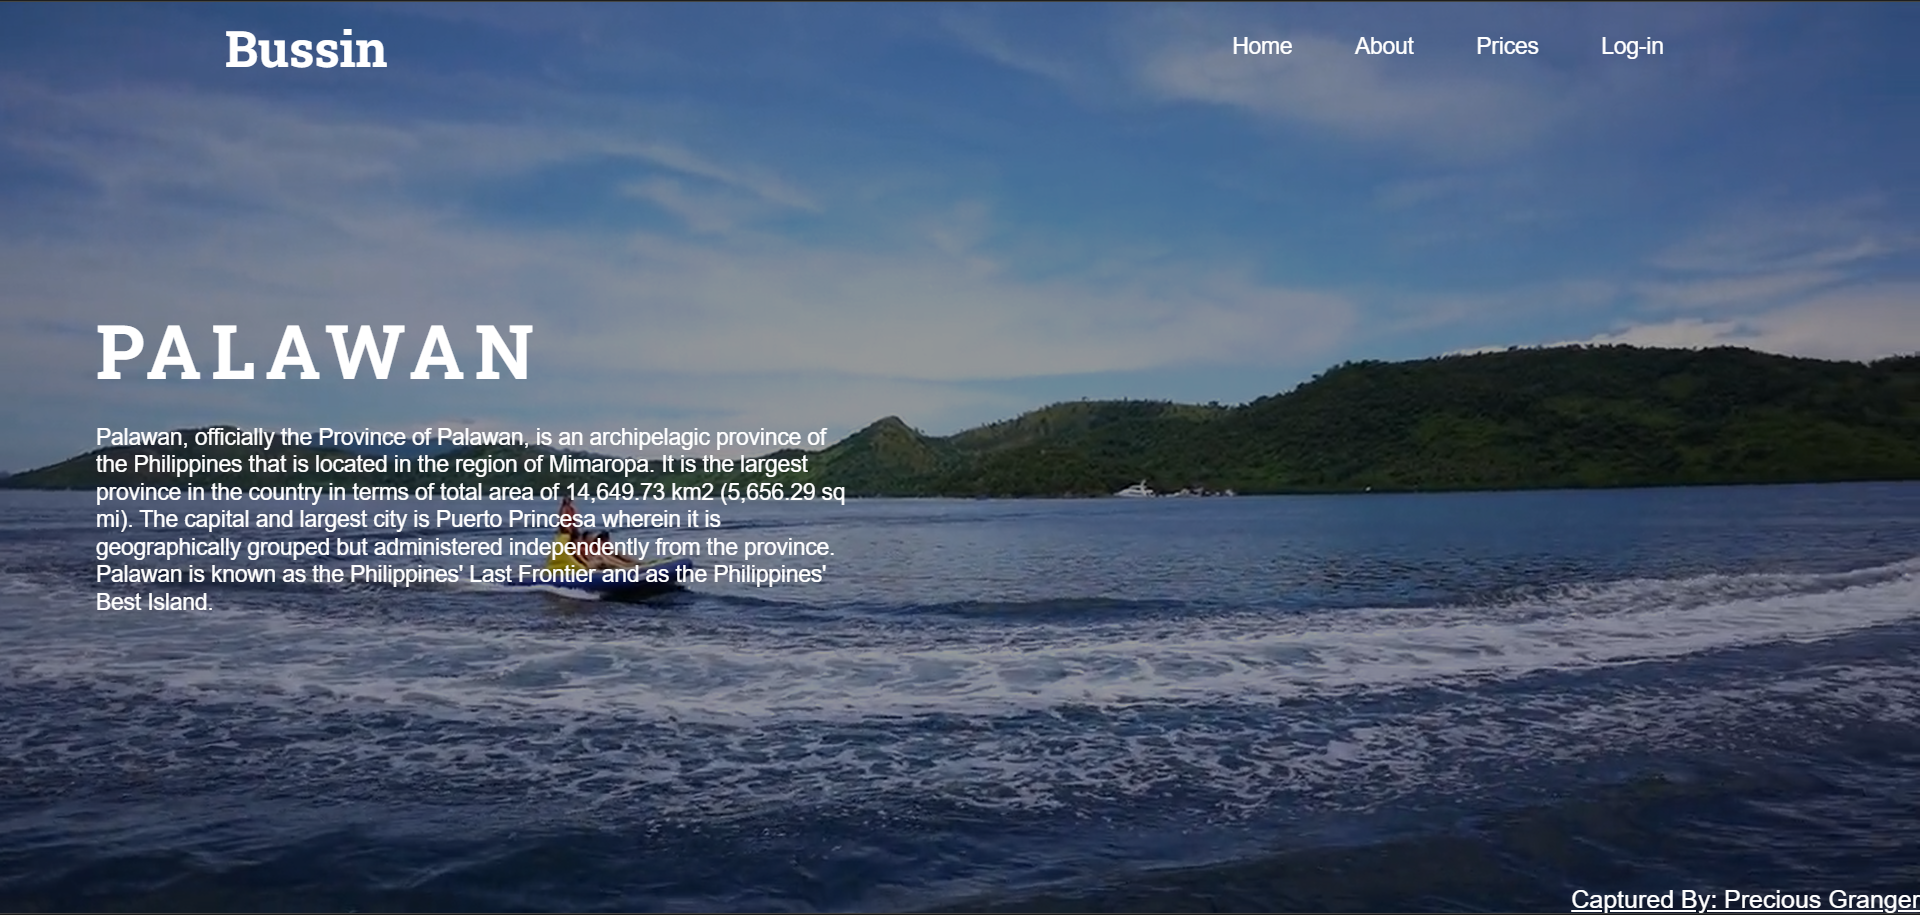 Bussin
Home About Prices Log-in
PALAWAN
Palawan, officially the Province of Palawan, is an archipelagic province of
the Philippines that is located in the region of Mimaropa. It is the largest
province in the country in terms of total area of 14,649.73 km2 (5,656.29 sq
mi). The capital and largest city is Puerto Princesa wherein it is
geographically grouped but administered independently from the province.
Palawan is known as the Philippines' Last Frontier and as the Philippines'
Best Island.
Captured By: Precious Granger